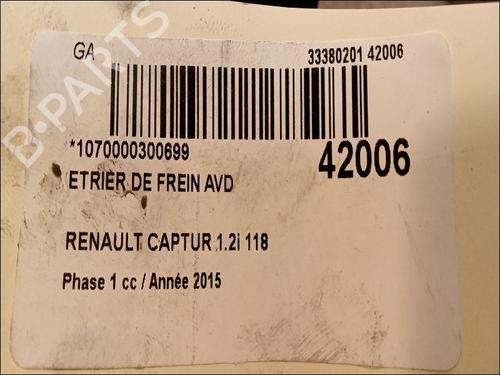 GA 33380201 42006
*1070000300699 42006
ETRIER DE FREIN AVD
RENAULT CAPTUR 1.2i 118
Phase 1 cc / Année 2015
B-PARTS